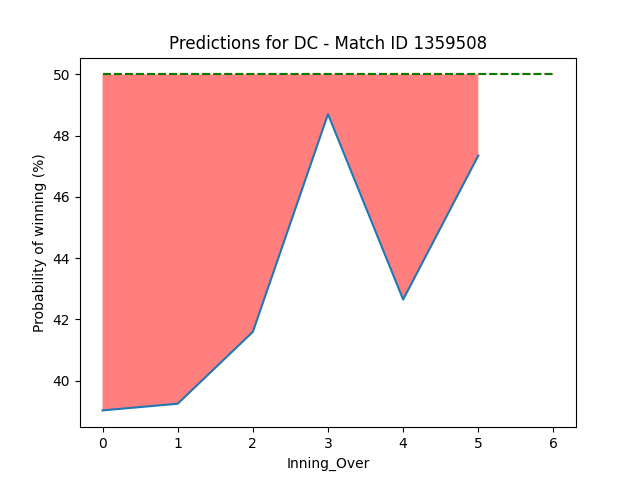 Predictions for DC - Match ID 1359508
Probability of winning (%)
50
48
46
44
42
40
0 1 2 3 4 5 6
Inning_Over